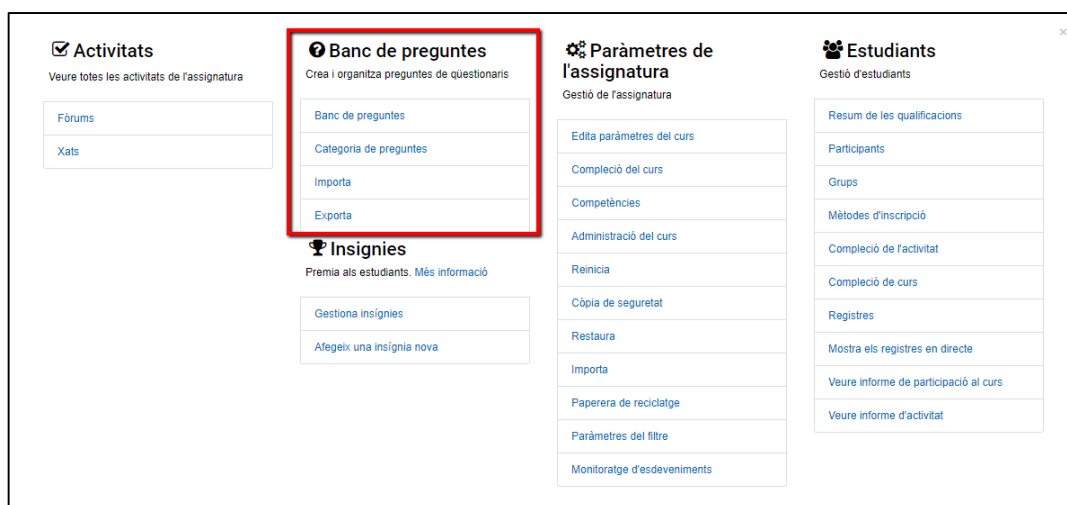 Activitats
Veure totes les activitats de l'assignatura
Fòrums
Xats
Banc de preguntes
Crea i organitza preguntes de qüestionaris
Banc de preguntes
Categoria de preguntes
Importa
Exporta
Insignies
Premia als estudiants. Més informació
Gestiona insígnies
Afegeix una insígnia nova
Paràmetres de
l'assignatura
Gestió de l'assignatura
Edita paràmetres del curs
Compleció del curs
Competències
Administració del curs
Reinicia
Còpia de seguretat
Restaura
Importa
Paperera de reciclatge
Paràmetres del filtre
Monitoratge d'esdeveniments
Estudiants
Gestió d'estudiants
Resum de les qualificacions
Participants
Grups
Mètodes d'inscripció
Compleció de l'activitat
Compleció de curs
Registres
Mostra els registres en directe
Veure informe de participació al curs
Veure informe d'activitat